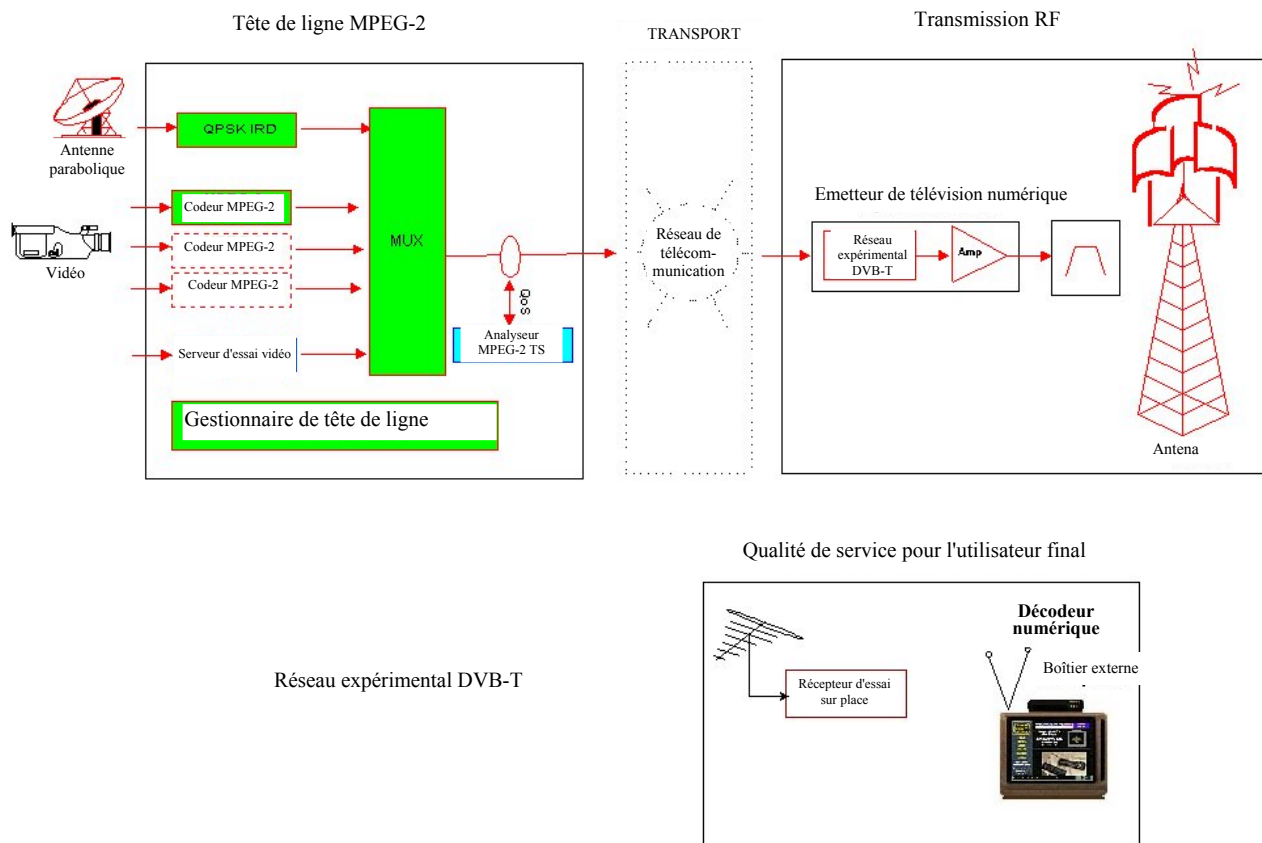 Tête de ligne MPEG-2
TRANSPORT
Transmission RF
Antenne
parabolique
QPSK IRD
Codeur MPEG-2
Vidéo
Codeur MPEG-2
Codeur MPEG-2
Serveur d'essai vidéo
MUX
QoS
Analyseur
MPEG-2 TS
Gestionnaire de tête de ligne
Réseau de
télécom-
munication
Emetteur de télévision numérique
Réseau
expérimental
DVB-T
Amp
Antena
Qualité de service pour l'utilisateur final
Réseau expérimental DVB-T
Récepteur d'essai
sur place
Décodeur
numérique
Boîtier externe